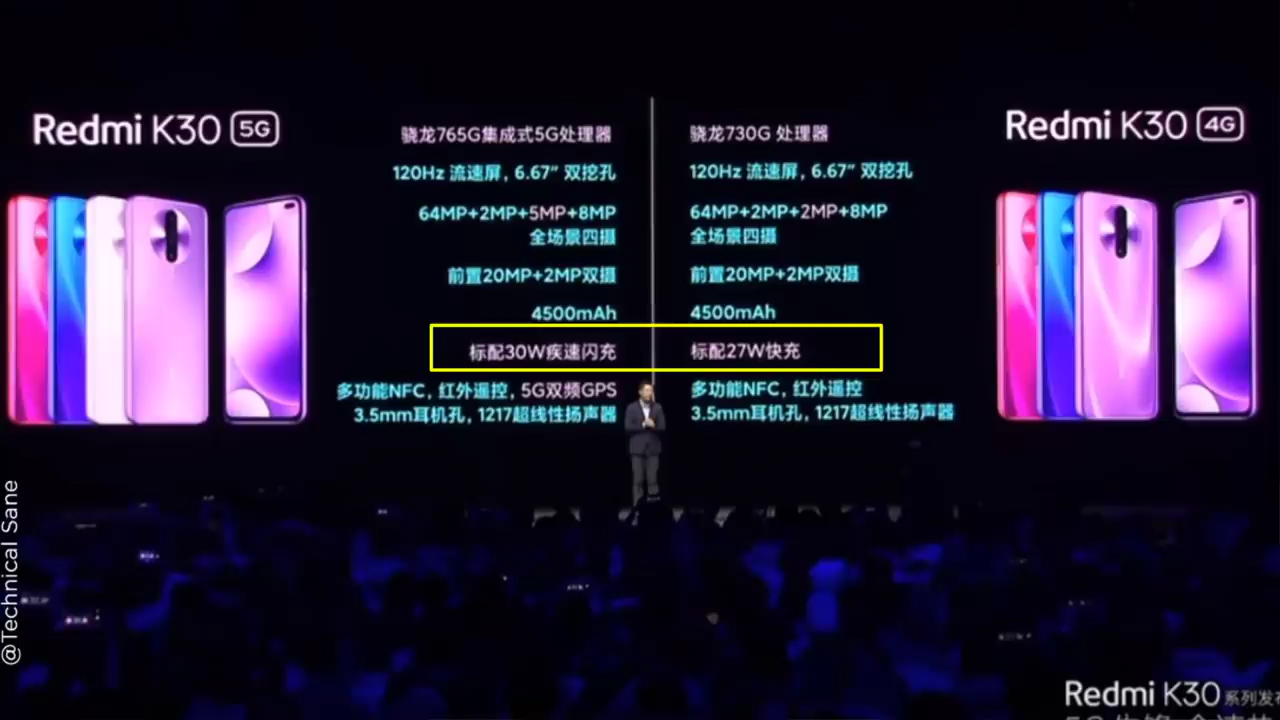 Redmi K30 5G
骁龙765G集成式5G处理器
120Hz 流速屏，6.67” 双挖孔
64MP+2MP+5MP+8MP
全场景四摄
前置20MP+2MP双摄
4500mAh
标配30W疾速闪充
多功能NFC，红外遥控，5G双频GPS
3.5mm耳机孔，1217超线性扬声器
骁龙730G 处理器
120Hz 流速屏，6.67” 双挖孔
64MP+2MP+2MP+8MP
全场景四摄
前置20MP+2MP双摄
4500mAh
标配27W快充
多功能NFC，红外遥控
3.5mm耳机孔，1217超线性扬声器
Redmi K30 4G
@Technical Sane
Redmi K30 系列发